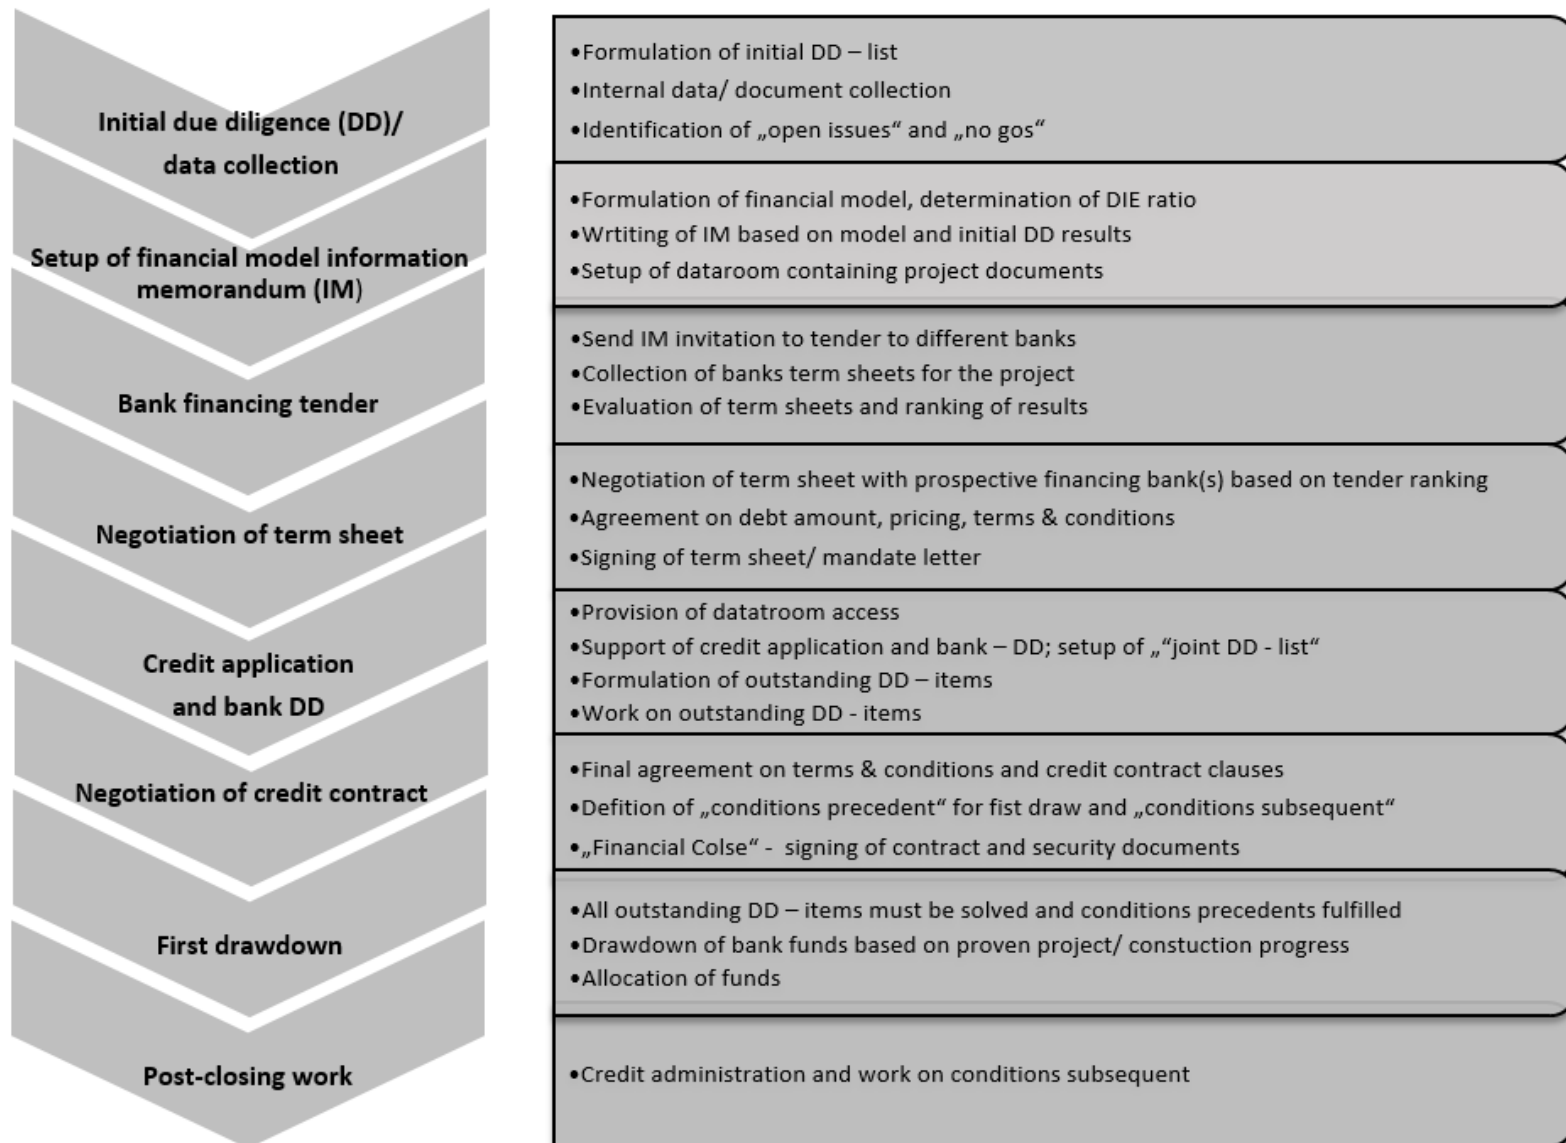 Initial due diligence (DD)/
data collection
•Formulation of initial DD – list
•Internal data/ document collection
•Identification of „open issues“ and „no gos“
Setup of financial model information
memorandum (IM)
•Formulation of financial model, determination of DIE ratio
•Wrtiting of IM based on model and initial DD results
•Setup of dataroom containing project documents
Bank financing tender
•Send IM invitation to tender to different banks
•Collection of banks term sheets for the project
•Evaluation of term sheets and ranking of results
Negotiation of term sheet
•Negotiation of term sheet with prospective financing bank(s) based on tender ranking
•Agreement on debt amount, pricing, terms & conditions
•Signing of term sheet/ mandate letter
Credit application
and bank DD
•Provision of datatroom access
•Support of credit application and bank – DD; setup of „“joint DD - list“
•Formulation of outstanding DD – items
•Work on outstanding DD - items
Negotiation of credit contract
•Final agreement on terms & conditions and credit contract clauses
•Defition of „conditions precedent“ for fist draw and „conditions subsequent“
•„Financial Colse“ - signing of contract and security documents
First drawdown
•All outstanding DD – items must be solved and conditions precedents fulfilled
•Drawdown of bank funds based on proven project/ constuction progress
•Allocation of funds
Post-closing work
•Credit administration and work on conditions subsequent